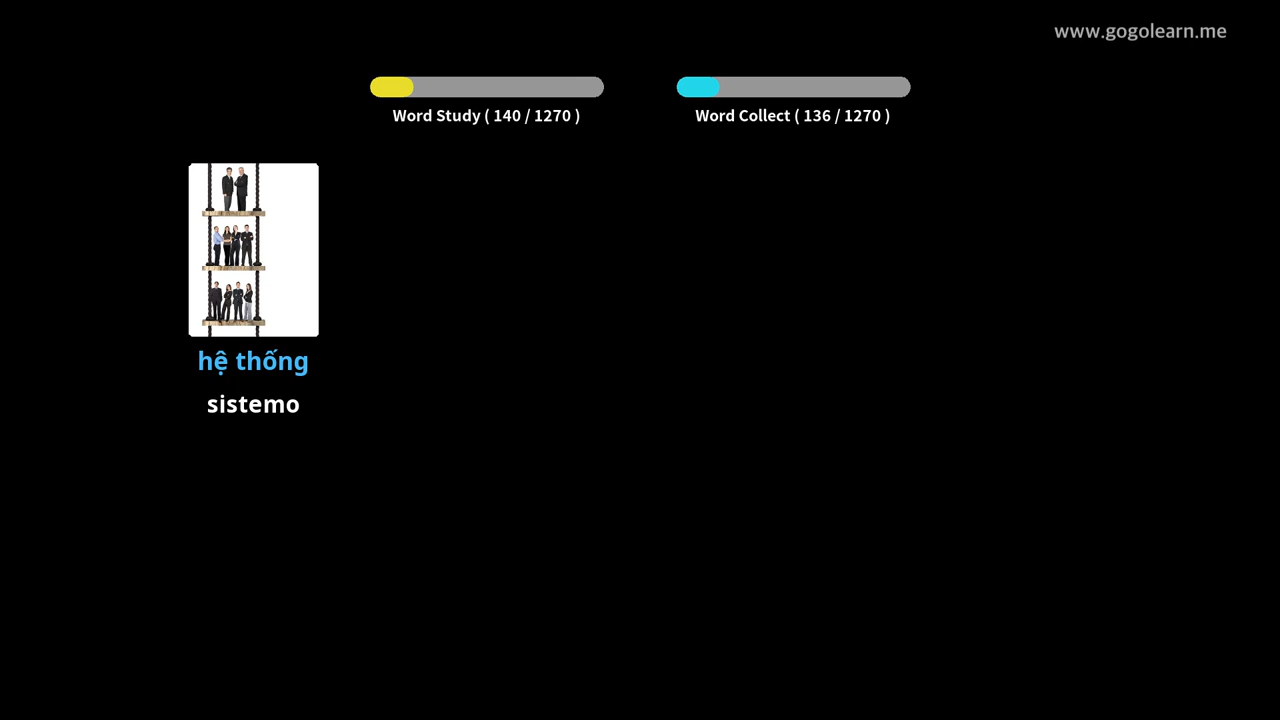 www.gogolearn.me
Word Study ( 140 / 1270 )
Word Collect ( 136 / 1270 )
hệ thống
sistemo